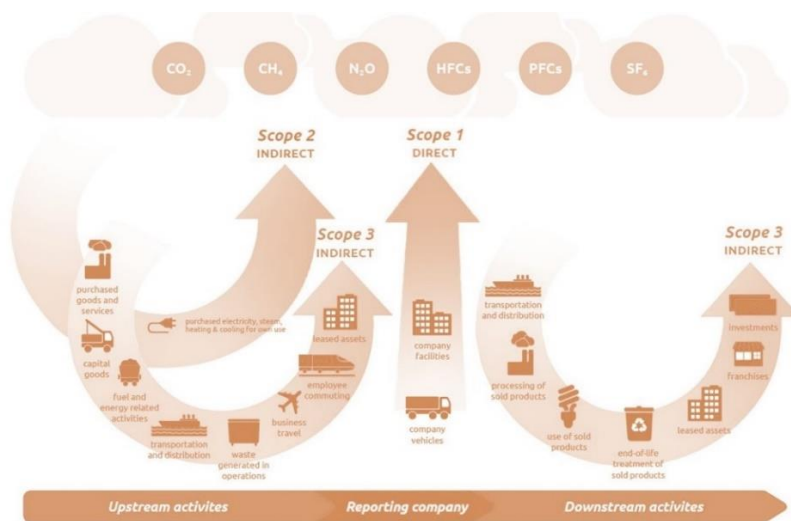 CO₂
CH₄
N₂O
HFCs
PFCs
SF₆
Scope 2
INDIRECT
Scope 1
DIRECT
Scope 3
INDIRECT
Scope 3
INDIRECT
purchased
goods and
services
capital
goods
fuel and
energy related
activities
transportation
and distribution
waste
generated in
operations
business
travel
employee
commuting
leased assets
purchased electricity, steam,
heating & cooling for own use
company
facilities
company
vehicles
transportation
and distribution
processing of
sold products
use of sold
products
end-of-life
treatment of
sold products
leased assets
franchises
investments
Upstream activites
Reporting company
Downstream activites